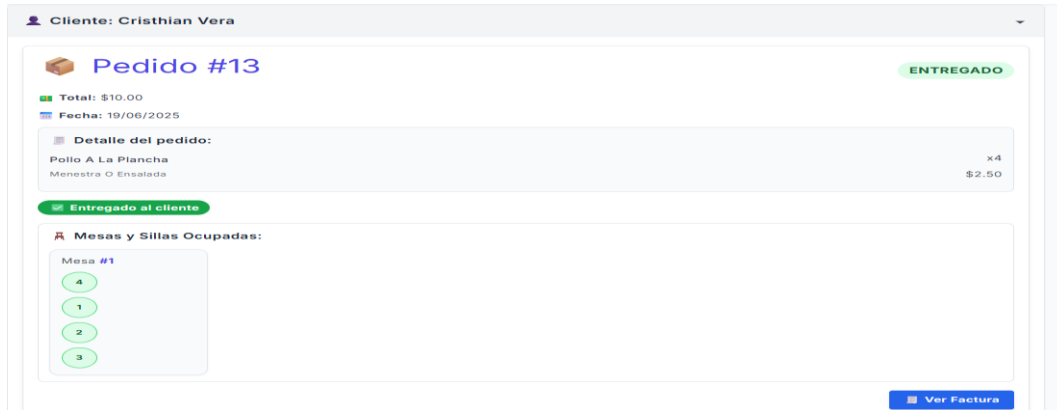 Cliente: Cristhian Vera
Pedido #13
ENTREGADO
Total: $10.00
Fecha: 19/06/2025
Detalle del pedido:
Pollo A La Plancha x4
Menestra O Ensalada $2.50
Entregado al cliente
Mesas y Sillas Ocupadas:
Mesa #1
4
1
2
3
Ver Factura